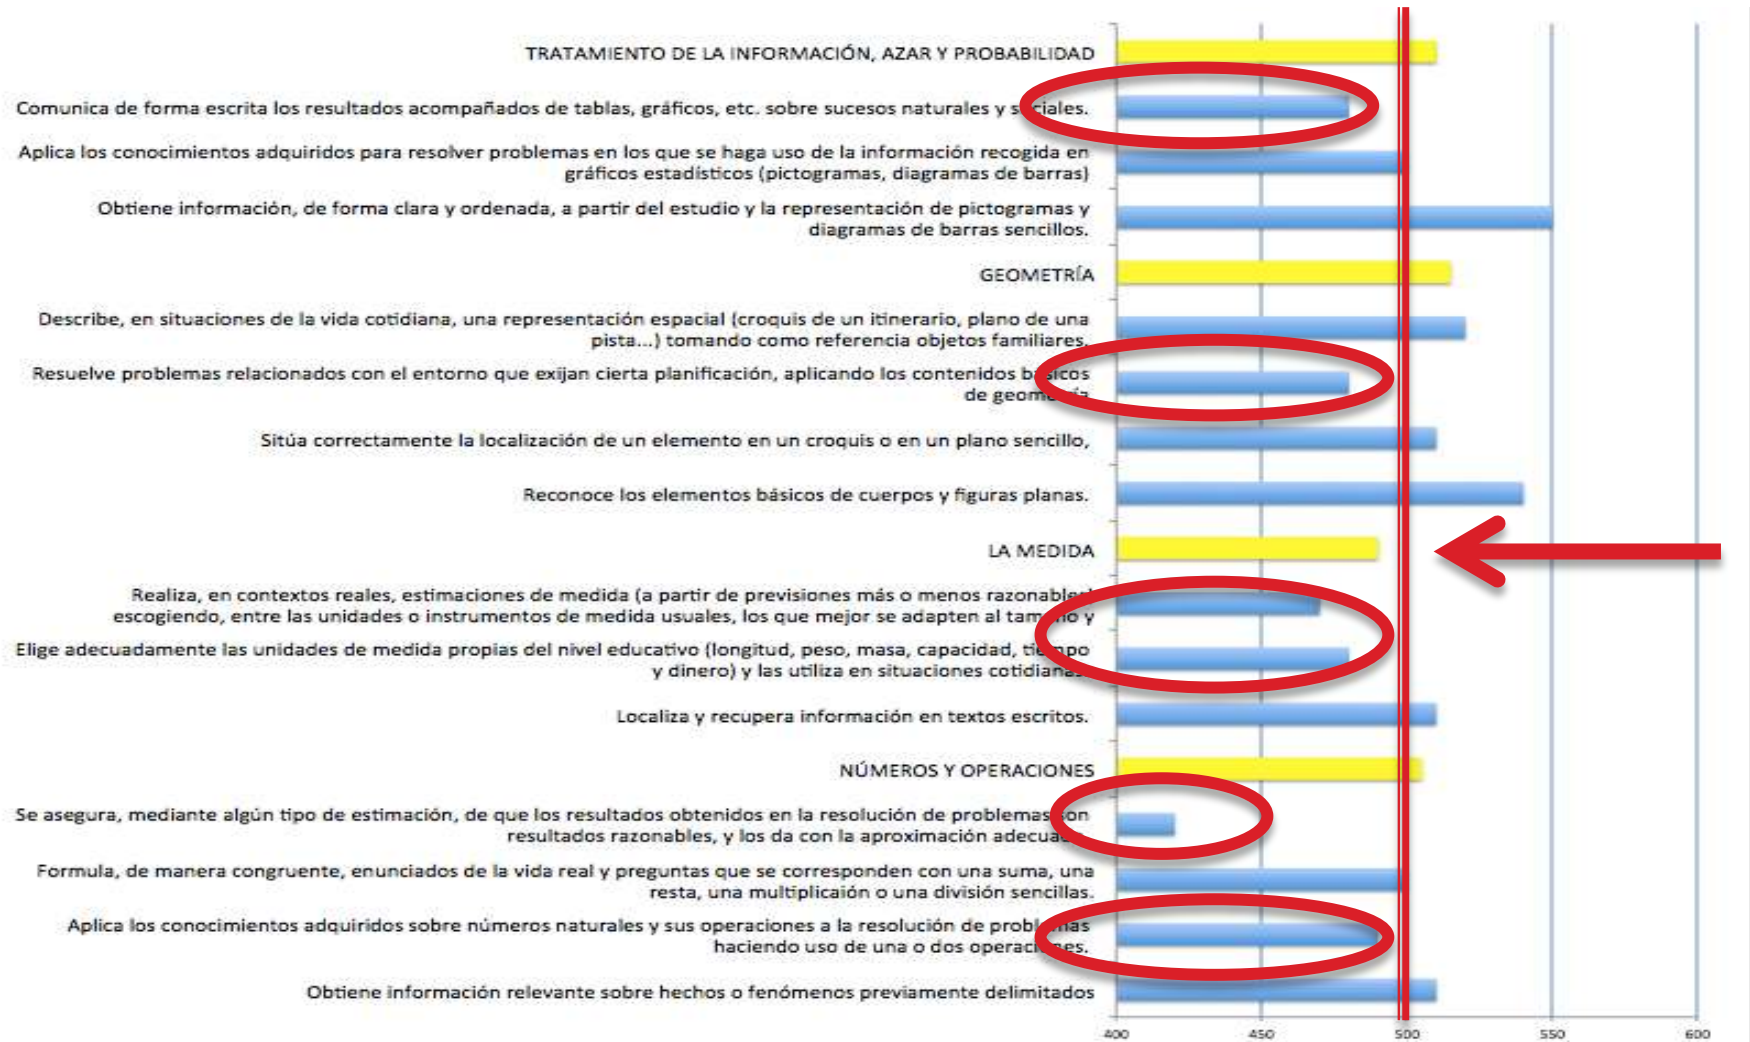 TRATAMIENTO DE LA INFORMACIÓN, AZAR Y PROBABILIDAD
Comunica de forma escrita los resultados acompañados de tablas, gráficos, etc. sobre sucesos naturales y sociales.
Aplica los conocimientos adquiridos para resolver problemas en los que se haga uso de la información recogida en
gráficos estadísticos (pictogramas, diagramas de barras)
Obtiene información, de forma clara y ordenada, a partir del estudio y la representación de pictogramas y
diagramas de barras sencillos.
GEOMETRÍA
Describe, en situaciones de la vida cotidiana, una representación espacial (croquis de un itinerario, plano de una
pista...) tomando como referencia objetos familiares.
Resuelve problemas relacionados con el entorno que exijan cierta planificación, aplicando los contenidos básicos
de geometría
Sitúa correctamente la localización de un elemento en un croquis o en un plano sencillo,
Reconoce los elementos básicos de cuerpos y figuras planas.
LA MEDIDA
Realiza, en contextos reales, estimaciones de medida (a partir de previsiones más o menos razonables)
escogiendo, entre las unidades o instrumentos de medida usuales, los que mejor se adapten al tamaño y
Elige adecuadamente las unidades de medida propias del nivel educativo (longitud, peso, masa, capacidad, tiempo
y dinero) y las utiliza en situaciones cotidianas.
Localiza y recupera información en textos escritos.
NÚMEROS Y OPERACIONES
Se asegura, mediante algún tipo de estimación, de que los resultados obtenidos en la resolución de problemas son
resultados razonables, y los da con la aproximación adecuada.
Formula, de manera congruente, enunciados de la vida real y preguntas que se corresponden con una suma, una
resta, una multiplicaión o una división sencillas.
Aplica los conocimientos adquiridos sobre números naturales y sus operaciones a la resolución de problemas
haciendo uso de una o dos operaciones.
Obtiene información relevante sobre hechos o fenómenos previamente delimitados
400 450 500 550 600